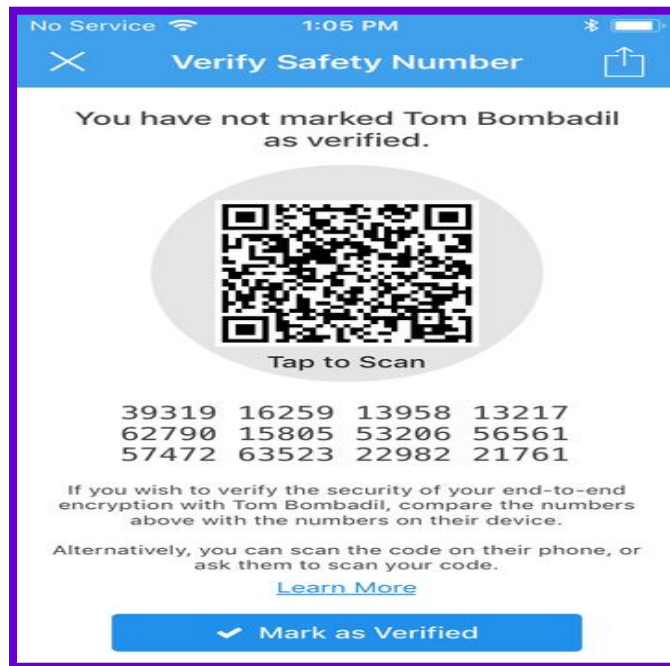 No Service 1:05 PM
Verify Safety Number
You have not marked Tom Bombadil
as verified.
Tap to Scan
39319 16259 13958 13217
62790 15805 53206 56561
57472 63523 22982 21761
If you wish to verify the security of your end-to-end
encryption with Tom Bombadil, compare the numbers
above with the numbers on their device.
Alternatively, you can scan the code on their phone, or
ask them to scan your code.
Learn More
Mark as Verified